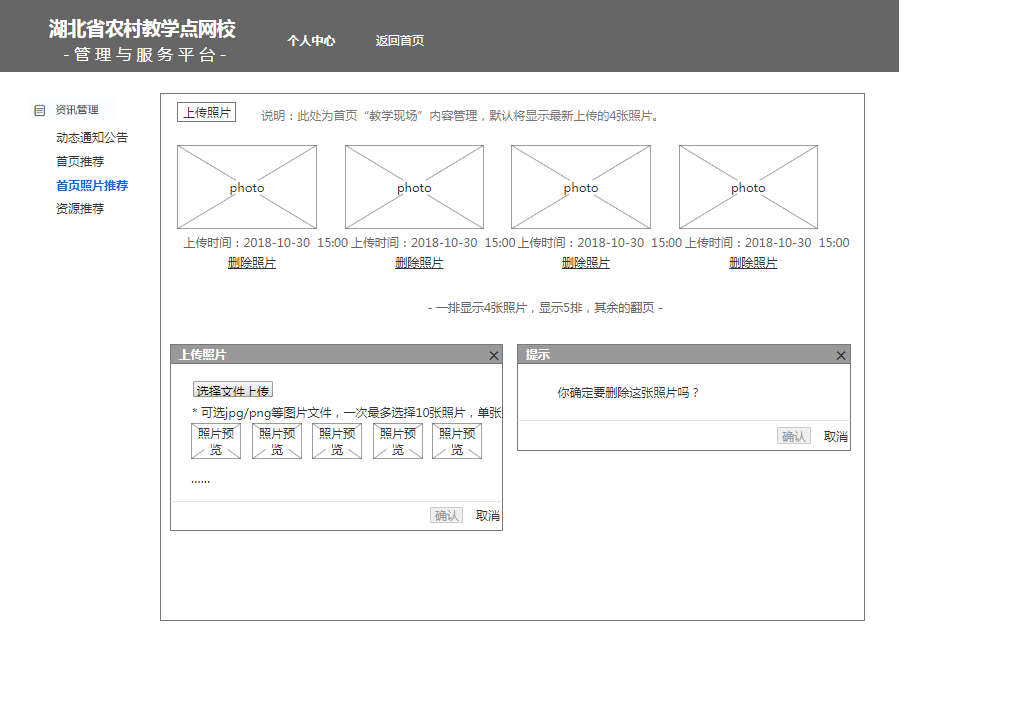 湖北省农村教学点网校
- 管 理 与 服 务 平 台 -
个人中心
返回首页
资讯管理
动态通知公告
首页推荐
首页照片推荐
资源推荐
上传照片
说明：此处为首页“教学现场”内容管理，默认将显示最新上传的4张照片。
photo
photo
photo
photo
上传时间：2018-10-30 15:00
上传时间：2018-10-30 15:00
上传时间：2018-10-30 15:00
上传时间：2018-10-30 15:00
删除照片
删除照片
删除照片
删除照片
- 一排显示4张照片，显示5排，其余的翻页 -
上传照片
选择文件上传
* 可选jpg/png等图片文件，一次最多选择10张照片，单张
照片预览
照片预览
照片预览
照片预览
照片预览
......
确认
取消
提示
你确定要删除这张照片吗？
确认
取消